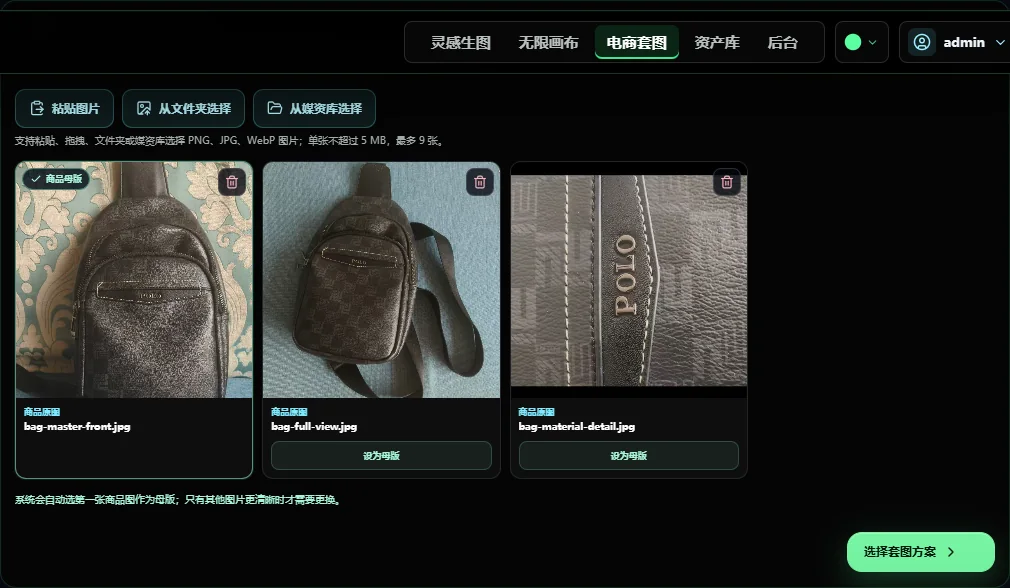 灵感生图 无限画布 电商套图 资产库 后台 admin
粘贴图片 从文件夹选择 从媒资库选择
支持粘贴、拖拽、文件夹或媒资库选择 PNG、JPG、WebP 图片；单张不超过 5 MB，最多 9 张。
商品母版
POLO
POLO
POLO
商品原图 商品原图 商品原图
bag-master-front.jpg bag-full-view.jpg bag-material-detail.jpg
设为母版 设为母版
系统会自动选第一张商品图作为母版；只有其他图片更清晰时才需要更换。
选择套图方案